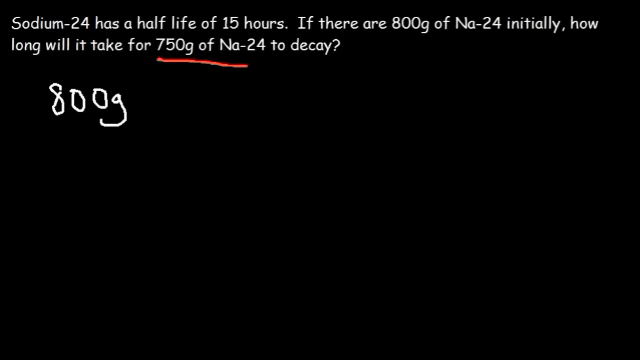 Sodium-24 has a half life of 15 hours.  If there are 800g of Na-24 initially, how
long will it take for 750g of Na-24 to decay?
800g